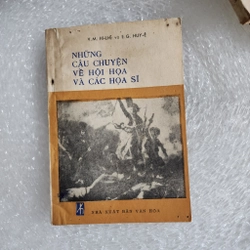 NHỮNG
CÂU CHUYỆN
VỀ HỘI HỌA
VÀ CÁC HỌA SĨ
NHÀ XUẤT BẢN VĂN HÓA